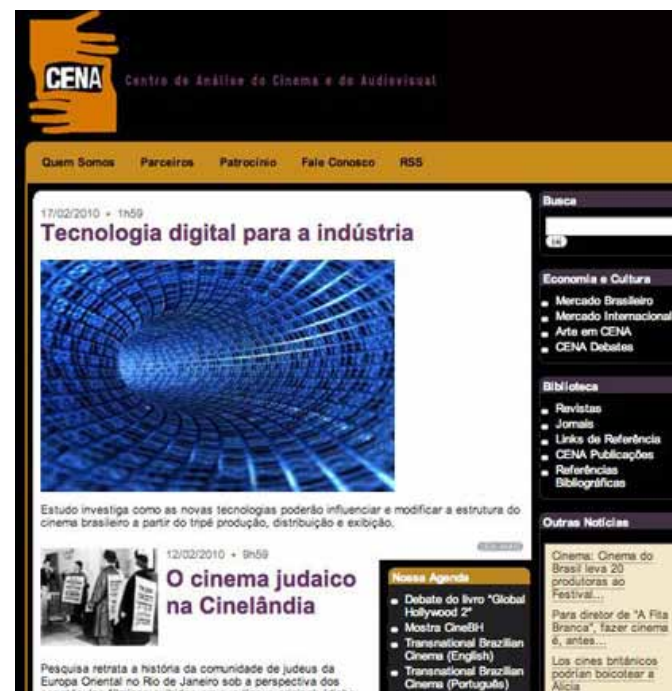 CENA
Centro de Análise do Cinema e do Audiovisual
Quem Somos Parceiros Patrocínio Fale Conosco RSS
17/02/2010 • 1h59
Tecnologia digital para a indústria
Estudo investiga como as novas tecnologias poderão influenciar e modificar a estrutura do
cinema brasileiro a partir do tripé produção, distribuição e exibição.
12/02/2010 • 9h59
O cinema judaico
na Cinelândia
Pesquisa retrata a história da comunidade de judeus da
Europa Oriental no Rio de Janeiro sob a perspectiva dos
Nossa Agenda
Debate do livro "Global
Hollywood 2"
Mostra CineBH
Transnational Brazilian
Cinema (English)
Transnational Brazilian
Cinema (Português)
Busca
Economia e Cultura
Mercado Brasileiro
Mercado Internacional
Arte em CENA
CENA Debates
Biblioteca
Revistas
Jornais
Links de Referência
CENA Publicações
Referências
Bibliográficas
Outras Notícias
Cinema: Cinema do
Brasil leva 20
produtoras ao
Festival...
Para diretor de "A Fita
Branca", fazer cinema
é, antes...
Los cines británicos
podrían boicotear a